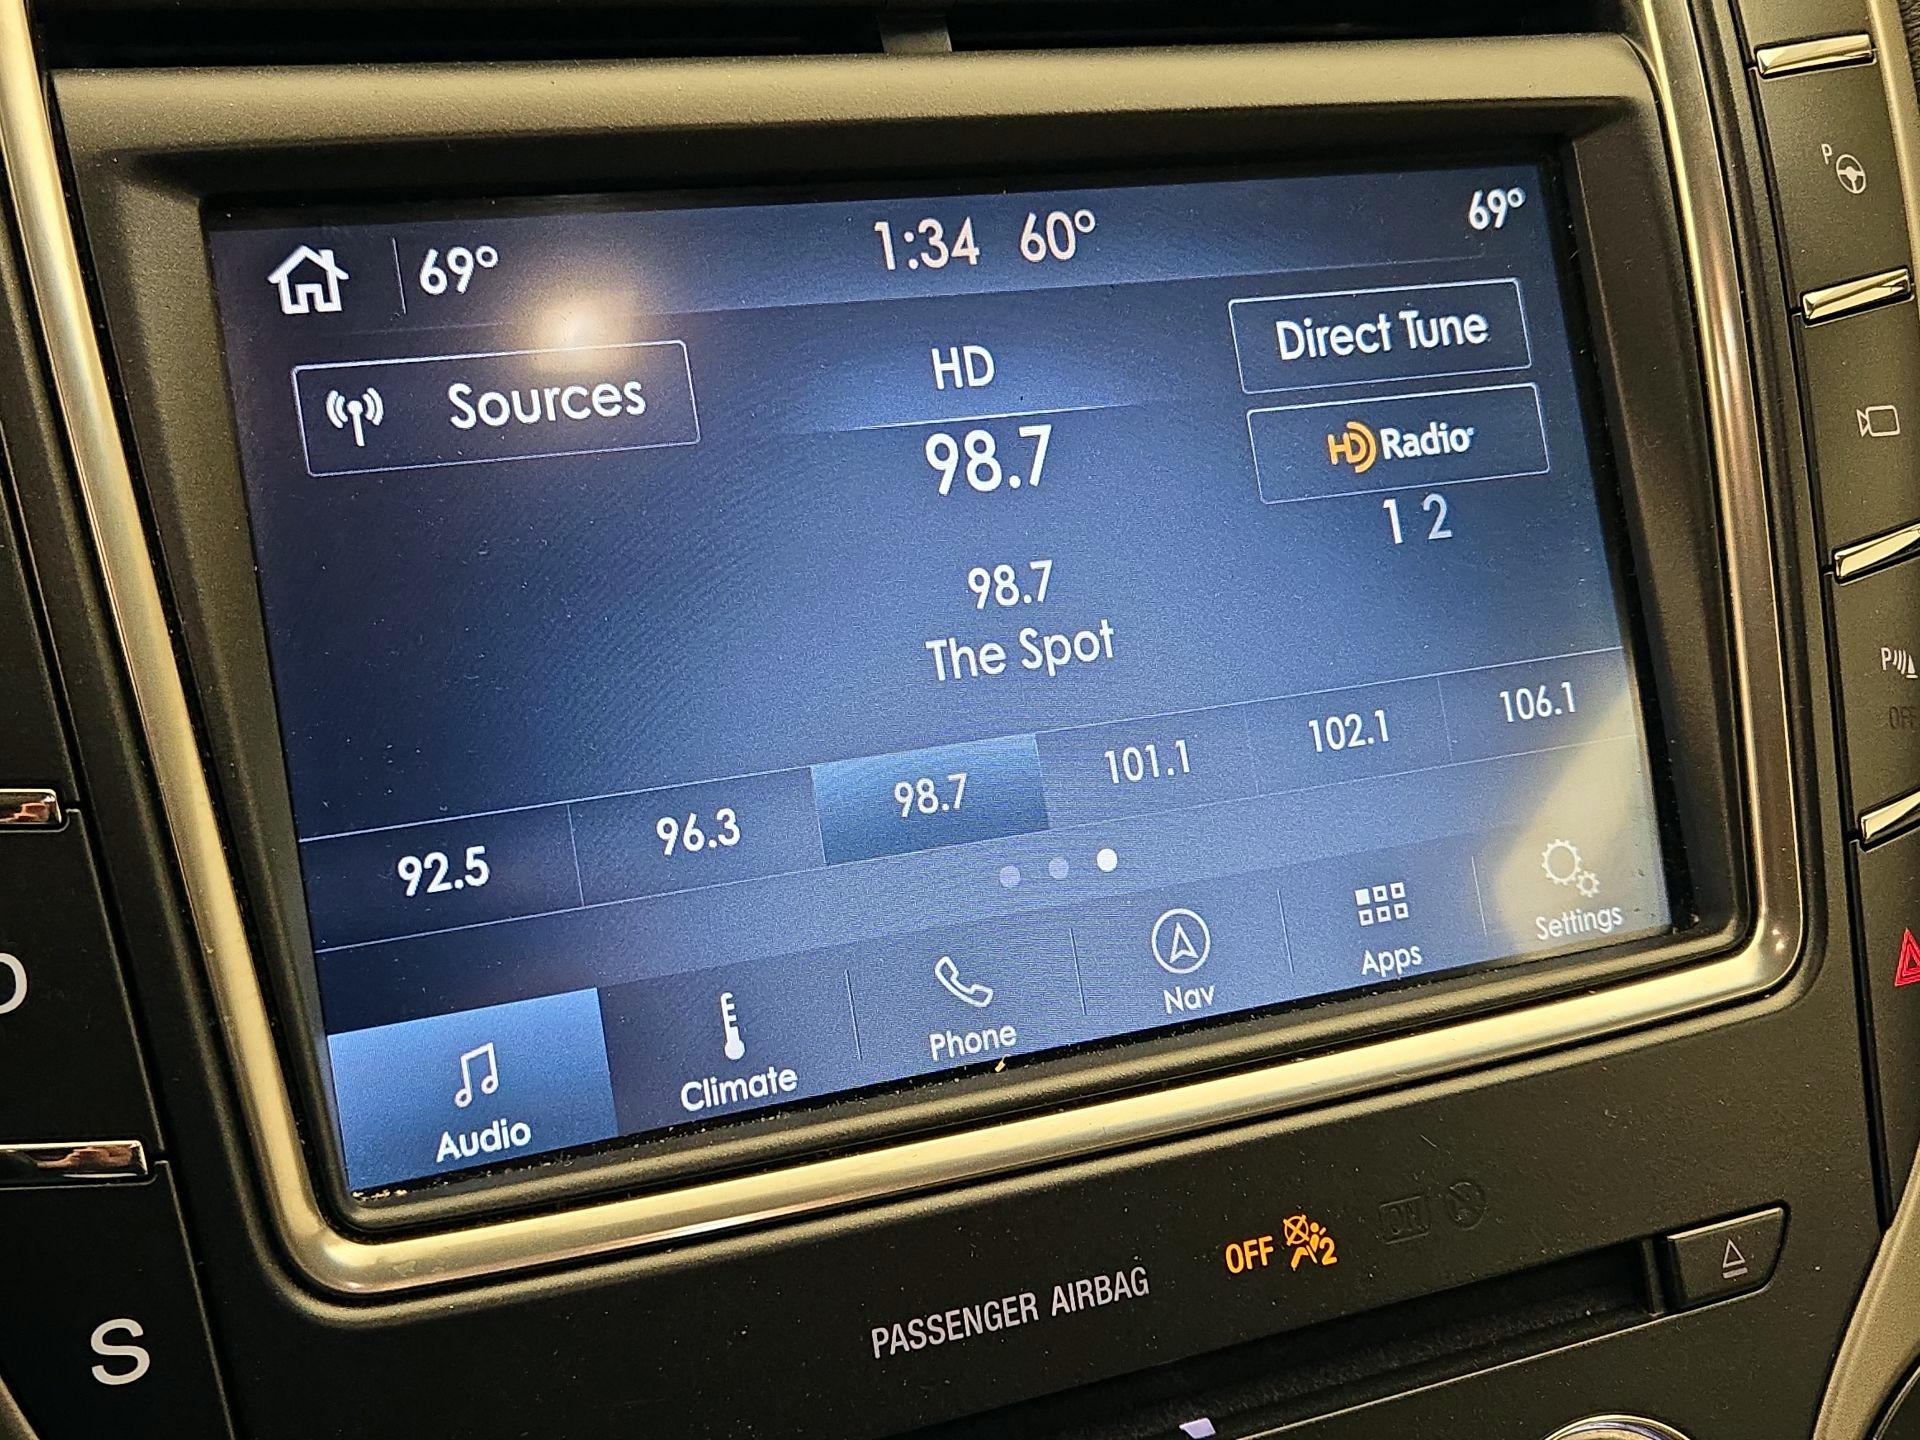 69° 1:34 60° 69°
Sources HD Direct Tune
98.7 HD Radio
1 2
98.7
The Spot
92.5 96.3 98.7 101.1 102.1 106.1
Audio Climate Phone Nav Apps Settings
P
P
OFF
D
S
PASSENGER AIRBAG OFF 2 ON